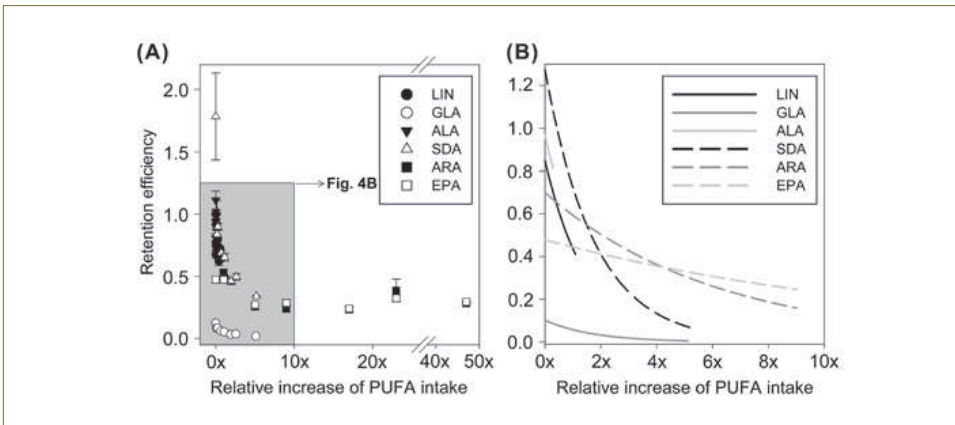 (A)
Retention efficiency
2.0
1.5
1.0
0.5
0.0
LIN
GLA
ALA
SDA
ARA
EPA
Fig. 4B
0x 10x 20x 40x 50x
Relative increase of PUFA intake
(B)
1.2
1.0
0.8
0.6
0.4
0.2
0.0
LIN
GLA
ALA
SDA
ARA
EPA
0x 2x 4x 6x 8x 10x
Relative increase of PUFA intake